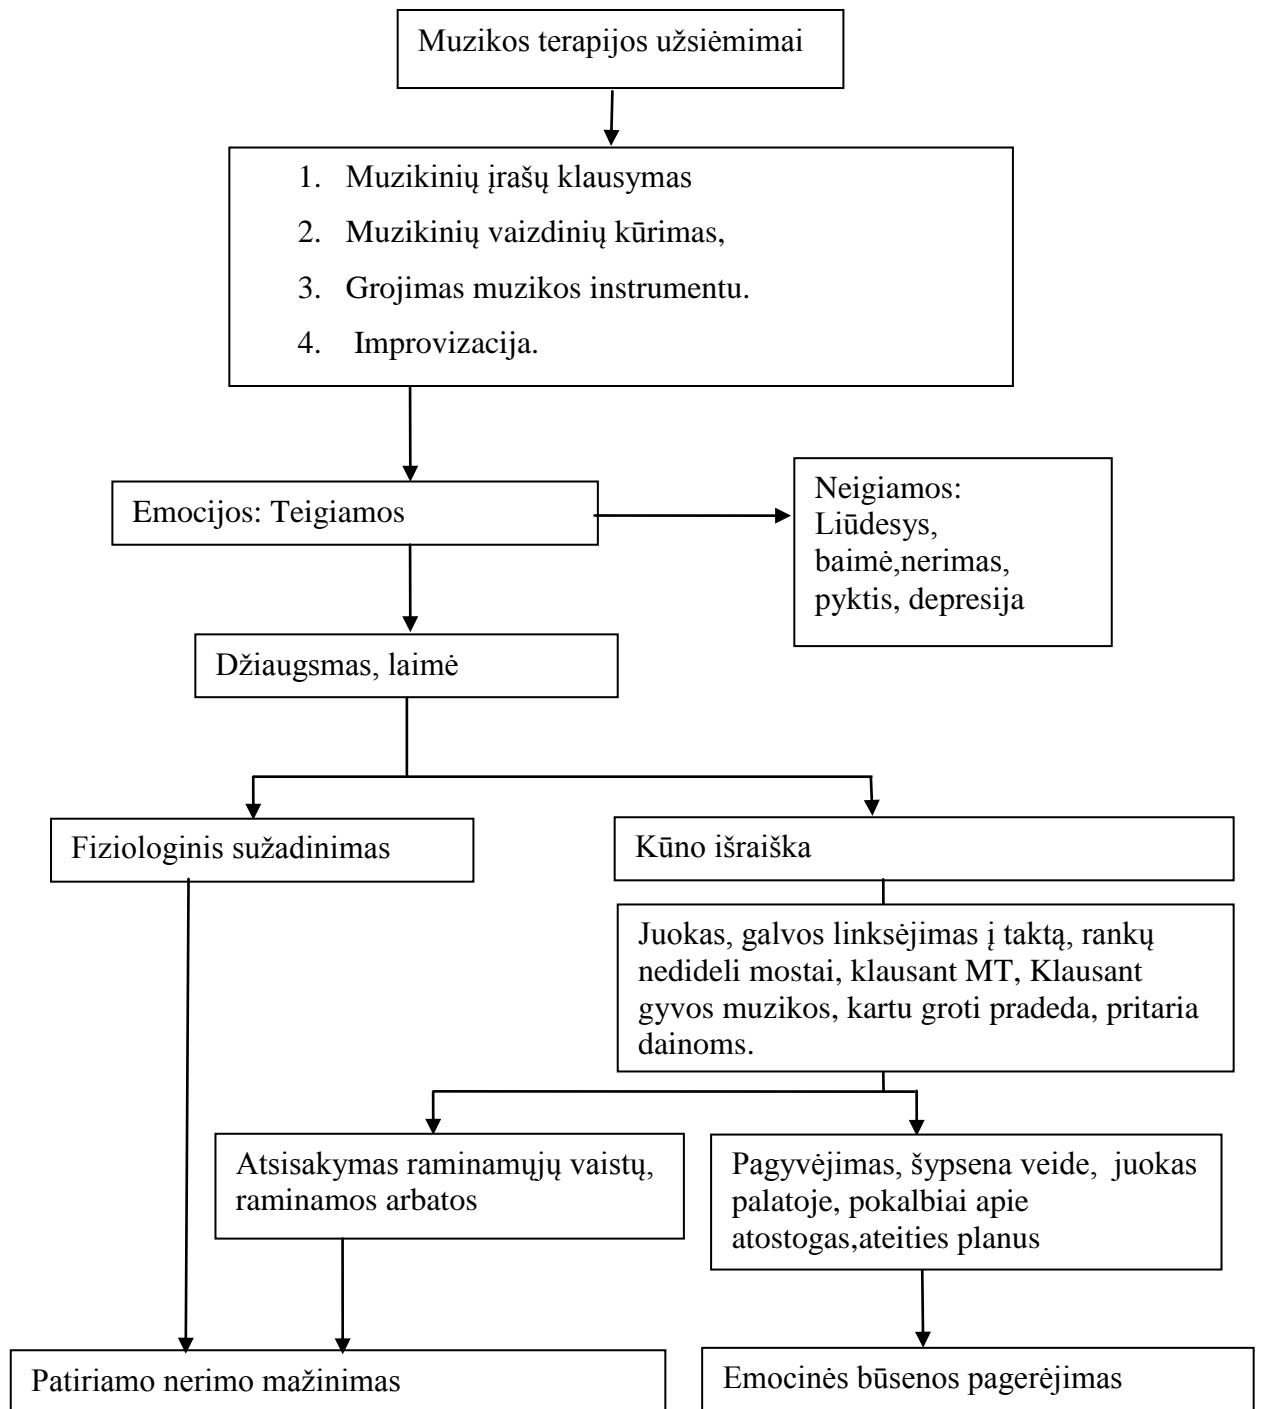 Muzikos terapijos užsiėmimai
1. Muzikinių įrašų klausymas
2. Muzikinių vaizdinių kūrimas,
3. Grojimas muzikos instrumentu.
4. Improvizacija.
Emocijos: Teigiamos
Neigiamos:
Liūdesys,
baimė,nerimas,
pyktis, depresija
Džiaugsmas, laimė
Fiziologinis sužadinimas
Kūno išraiška
Juokas, galvos linksėjimas į taktą, rankų
nedideli mostai, klausant MT, Klausant
gyvos muzikos, kartu groti pradeda, pritaria
dainoms.
Atsisakymas raminamųjų vaistų,
raminamos arbatos
Pagyvėjimas, šypsena veide, juokas
palatoje, pokalbiai apie
atostogas,ateities planus
Patiriamo nerimo mažinimas
Emocinės būsenos pagerėjimas